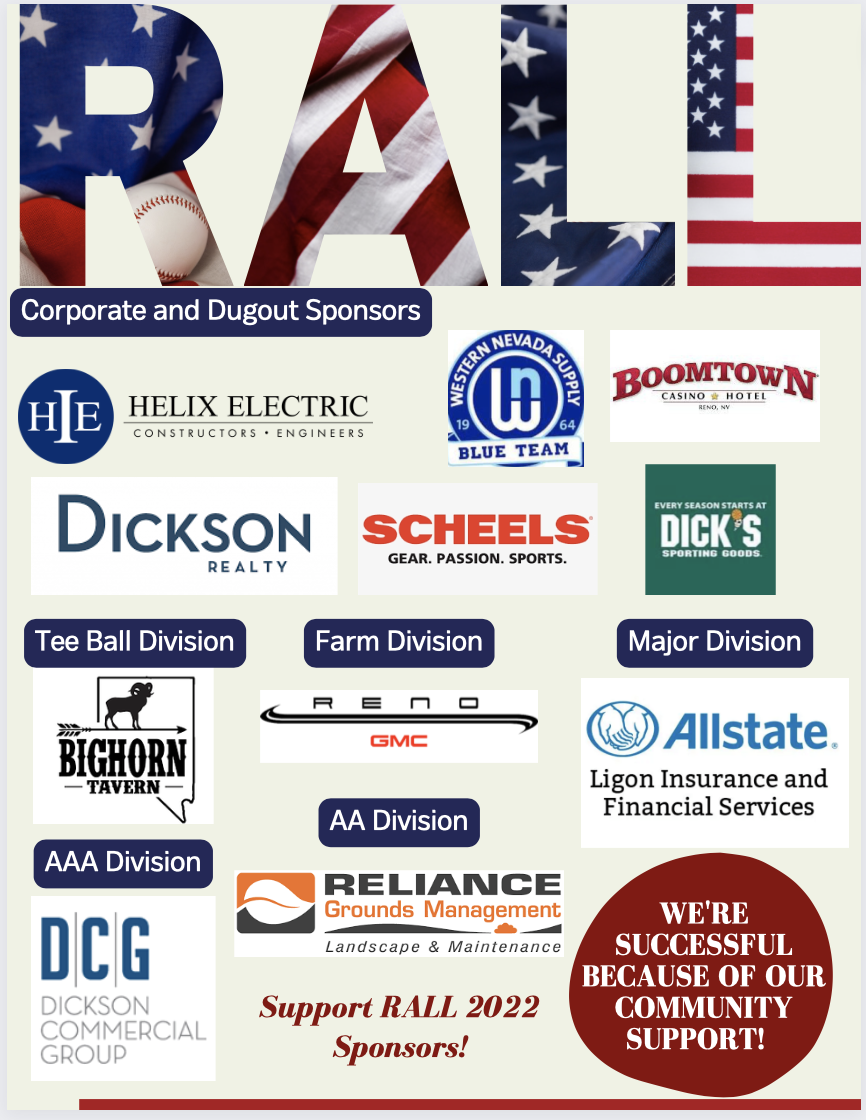 RALL
Corporate and Dugout Sponsors
HIE
HELIX ELECTRIC
CONSTRUCTORS • ENGINEERS
WESTERN NEVADA SUPPLY
wn
19 64
BLUE TEAM
BOOMTOWN
CASINO HOTEL
RENO, NV
DICKSON
REALTY
SCHEELS
GEAR. PASSION. SPORTS.
EVERY SEASON STARTS AT
DICK'S
SPORTING GOODS
Tee Ball Division
BIGHORN
TAVERN
Farm Division
RENO
GMC
Major Division
Allstate®
Ligon Insurance and
Financial Services
AA Division
RELIANCE
Grounds Management
Landscape & Maintenance
AAA Division
D|C|G
DICKSON
COMMERCIAL
GROUP
Support RALL 2022
Sponsors!
WE'RE
SUCCESSFUL
BECAUSE OF OUR
COMMUNITY
SUPPORT!